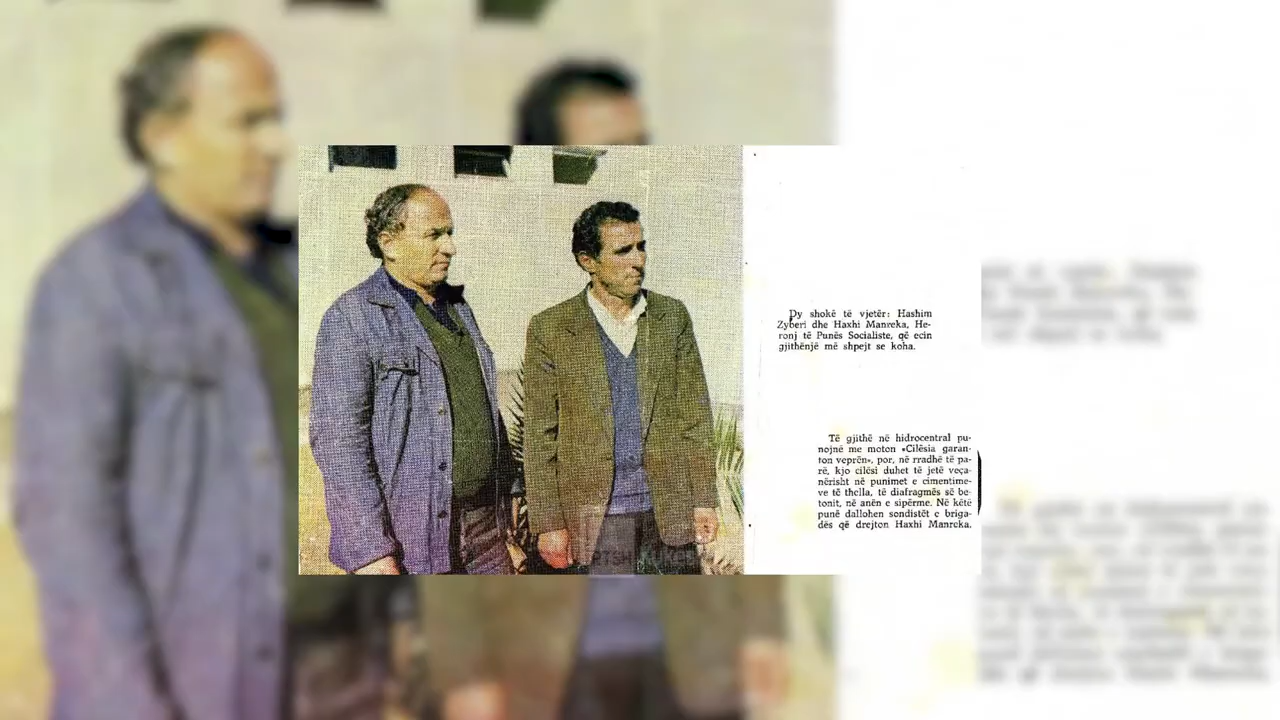 Dy shokë të vjetër: Hashim
Zyberi dhe Haxhi Manreka, He-
ronj të Punës Socialiste, që ecin
gjithënjë më shpejt se koha.
Të gjithë në hidrocentral pu-
nojnë me moton «Cilësia garan-
ton veprën», por, në rradhë të pa-
rë, kjo cilësi duhet të jetë veça-
nërisht në punimet e cimentime-
ve të thella, të diafragmës së be-
tonit, në anën e sipërme. Në këtë
punë dallohen sondistët e briga-
dës që drejton Haxhi Manreka.